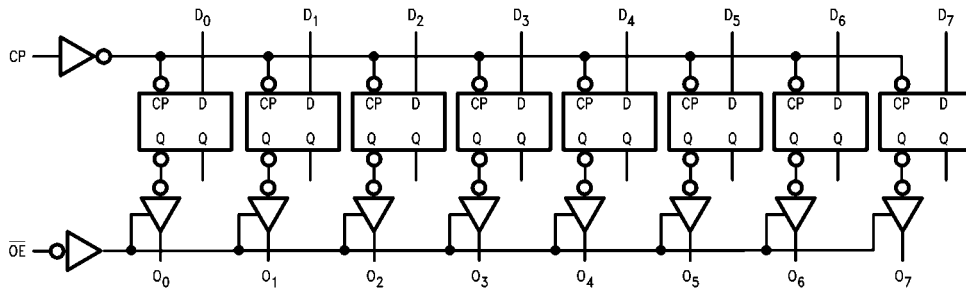 D₀ D₁ D₂ D₃ D₄ D₅ D₆ D₇
CP
CP D CP D CP D CP D CP D CP D CP D CP D
Q Q Q Q Q Q Q Q Q Q Q Q Q Q Q Q
O̅E̅
O₀ O₁ O₂ O₃ O₄ O₅ O₆ O₇